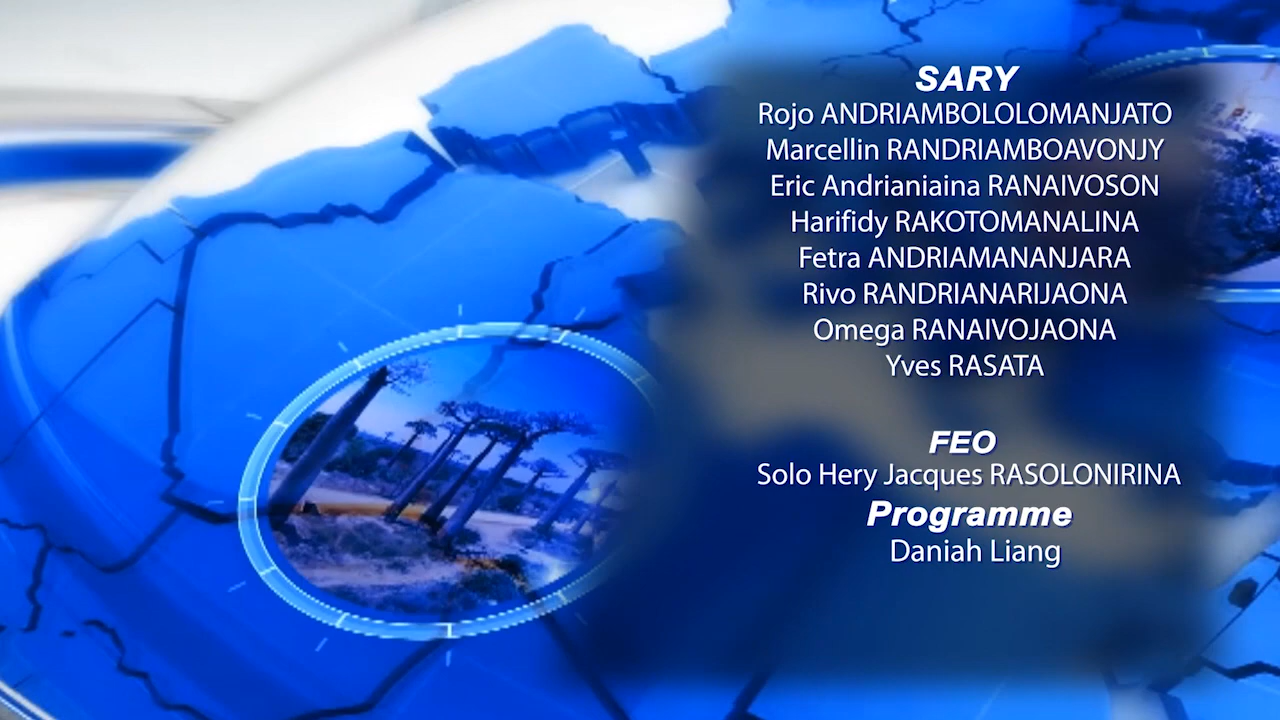 SARY
Rojo ANDRIAMBOLOLOMANJATO
Marcellin RANDRIAMBOAVONJY
Eric Andrianiaina RANAIVOSON
Harifidy RAKOTOMANALINA
Fetra ANDRIAMANANJARA
Rivo RANDRIANARIJAONA
Omega RANAIVOJAONA
Yves RASATA
FEO
Solo Hery Jacques RASOLONIRINA
Programme
Daniah Liang